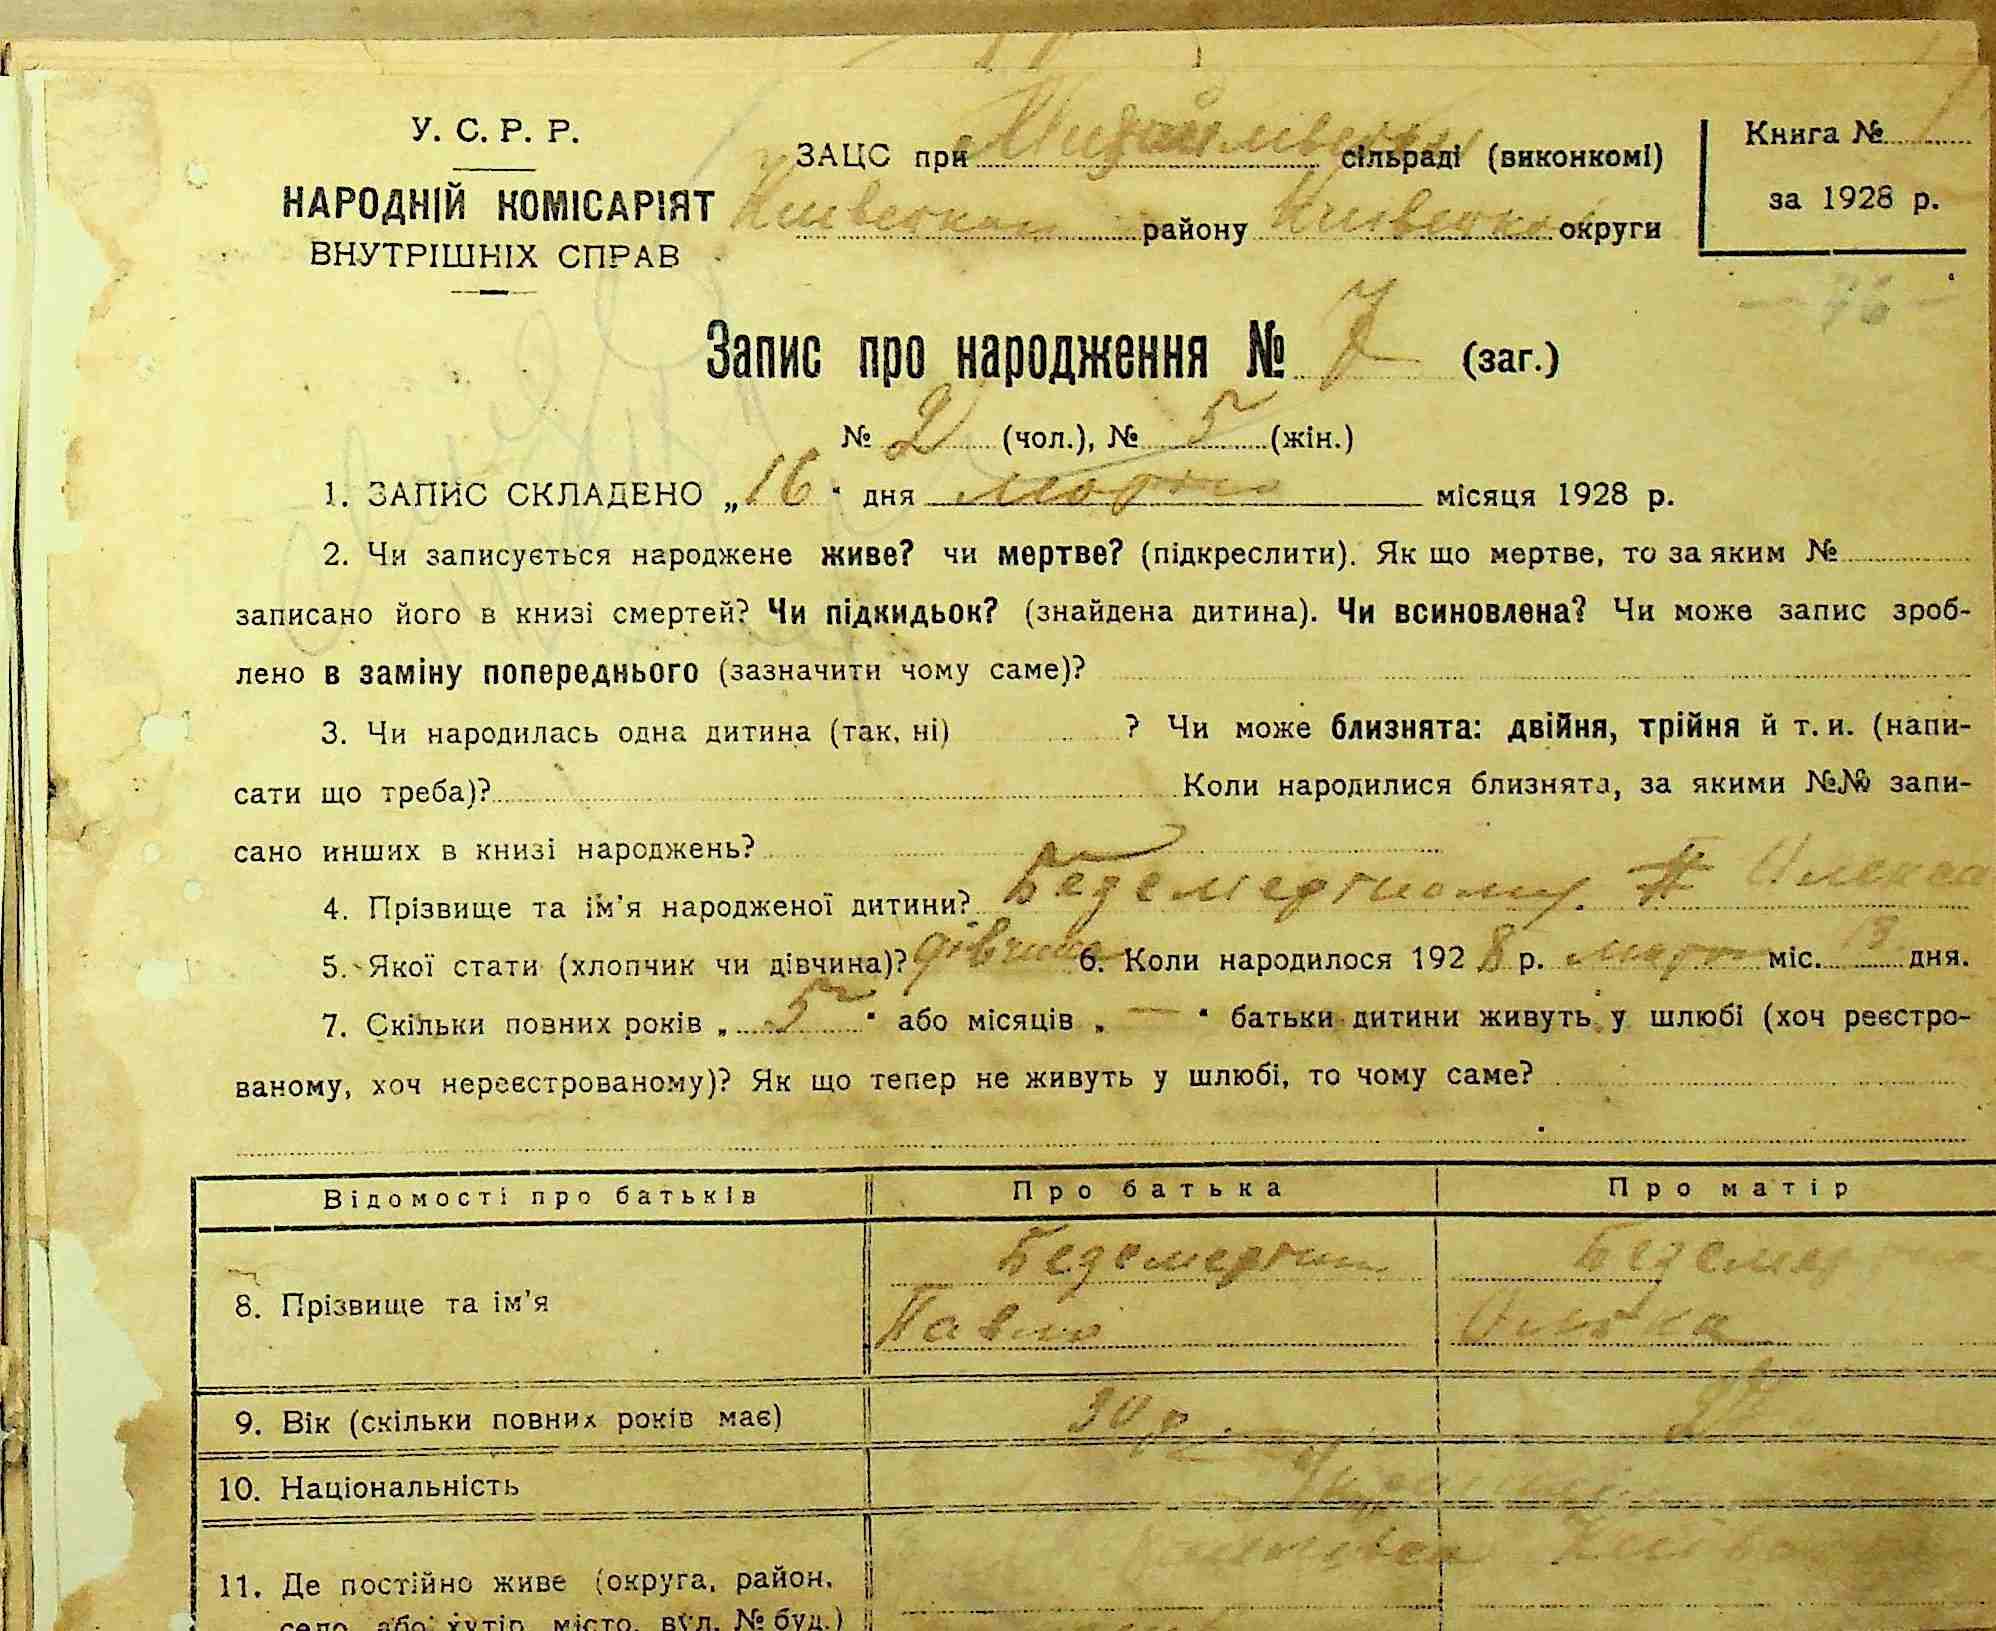 У. С. Р. Р.
НАРОДНІЙ КОМІСАРІЯТ
ВНУТРІШНІХ СПРАВ
ЗАЦС при Михайлівській сільраді (виконкомі)
району округи
Книга № 1
за 1928 р.
76
Запис про народження № 7 (заг.)
№ 2 (чол.), № 5 (жін.)
1. ЗАПИС СКЛАДЕНО „16“ дня марта місяця 1928 р.
2. Чи записується народжене живе? чи мертве? (підкреслити). Як що мертве, то за яким №
записано його в книзі смертей? Чи підкидьок? (знайдена дитина). Чи всиновлена? Чи може запис зроб-
лено в заміну попереднього (зазначити чому саме)?
3. Чи народилась одна дитина (так, ні) ? Чи може близнята: двійня, трійня й т. и. (напи-
сати що треба)? Коли народилися близнята, за якими №№ запи-
сано инших в книзі народжень?
4. Прізвище та ім'я народженої дитини?
5. Якої стати (хлопчик чи дівчина)? дівчина 6. Коли народилося 1928 р. марта міс. 13 дня.
7. Скільки повних років „ 5 “ або місяців „ — “ батьки дитини живуть у шлюбі (хоч реєстро-
ваному, хоч нереєстрованому)? Як що тепер не живуть у шлюбі, то чому саме?
Відомості про батьків Про батька Про матір
8. Прізвище та ім'я
Павло
9. Вік (скільки повних років має) 30
10. Національність
11. Де постійно живе (округа, район,
село, або хутір, місто, вул. № буд.)